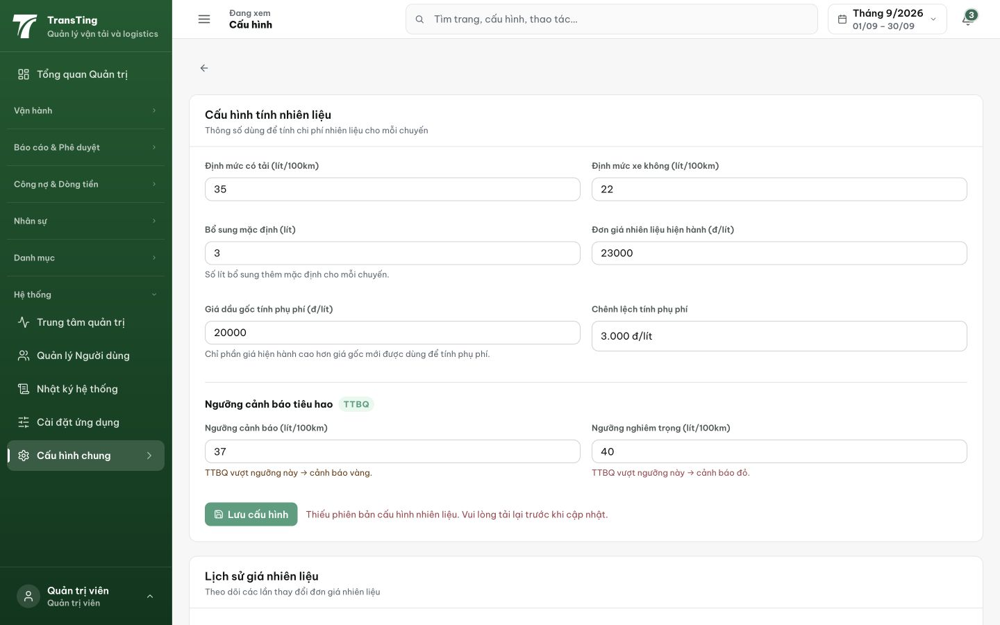 TransTing
Quản lý vận tải và logistics
Tổng quan Quản trị
Vận hành
Báo cáo & Phê duyệt
Công nợ & Dòng tiền
Nhân sự
Danh mục
Hệ thống
Trung tâm quản trị
Quản lý Người dùng
Nhật ký hệ thống
Cài đặt ứng dụng
Cấu hình chung
Quản trị viên
Quản trị viên
Đang xem
Cấu hình
Tìm trang, cấu hình, thao tác...
Tháng 9/2026
01/09 – 30/09
3
Cấu hình tính nhiên liệu
Thông số dùng để tính chi phí nhiên liệu cho mỗi chuyến
Định mức có tải (lít/100km)
35
Định mức xe không (lít/100km)
22
Bổ sung mặc định (lít)
3
Số lít bổ sung thêm mặc định cho mỗi chuyến.
Đơn giá nhiên liệu hiện hành (đ/lít)
23000
Giá dầu gốc tính phụ phí (đ/lít)
20000
Chỉ phần giá hiện hành cao hơn giá gốc mới được dùng để tính phụ phí.
Chênh lệch tính phụ phí
3.000 đ/lít
Ngưỡng cảnh báo tiêu hao TTBQ
Ngưỡng cảnh báo (lít/100km)
37
TTBQ vượt ngưỡng này → cảnh báo vàng.
Ngưỡng nghiêm trọng (lít/100km)
40
TTBQ vượt ngưỡng này → cảnh báo đỏ.
Lưu cấu hình
Thiếu phiên bản cấu hình nhiên liệu. Vui lòng tải lại trước khi cập nhật.
Lịch sử giá nhiên liệu
Theo dõi các lần thay đổi đơn giá nhiên liệu